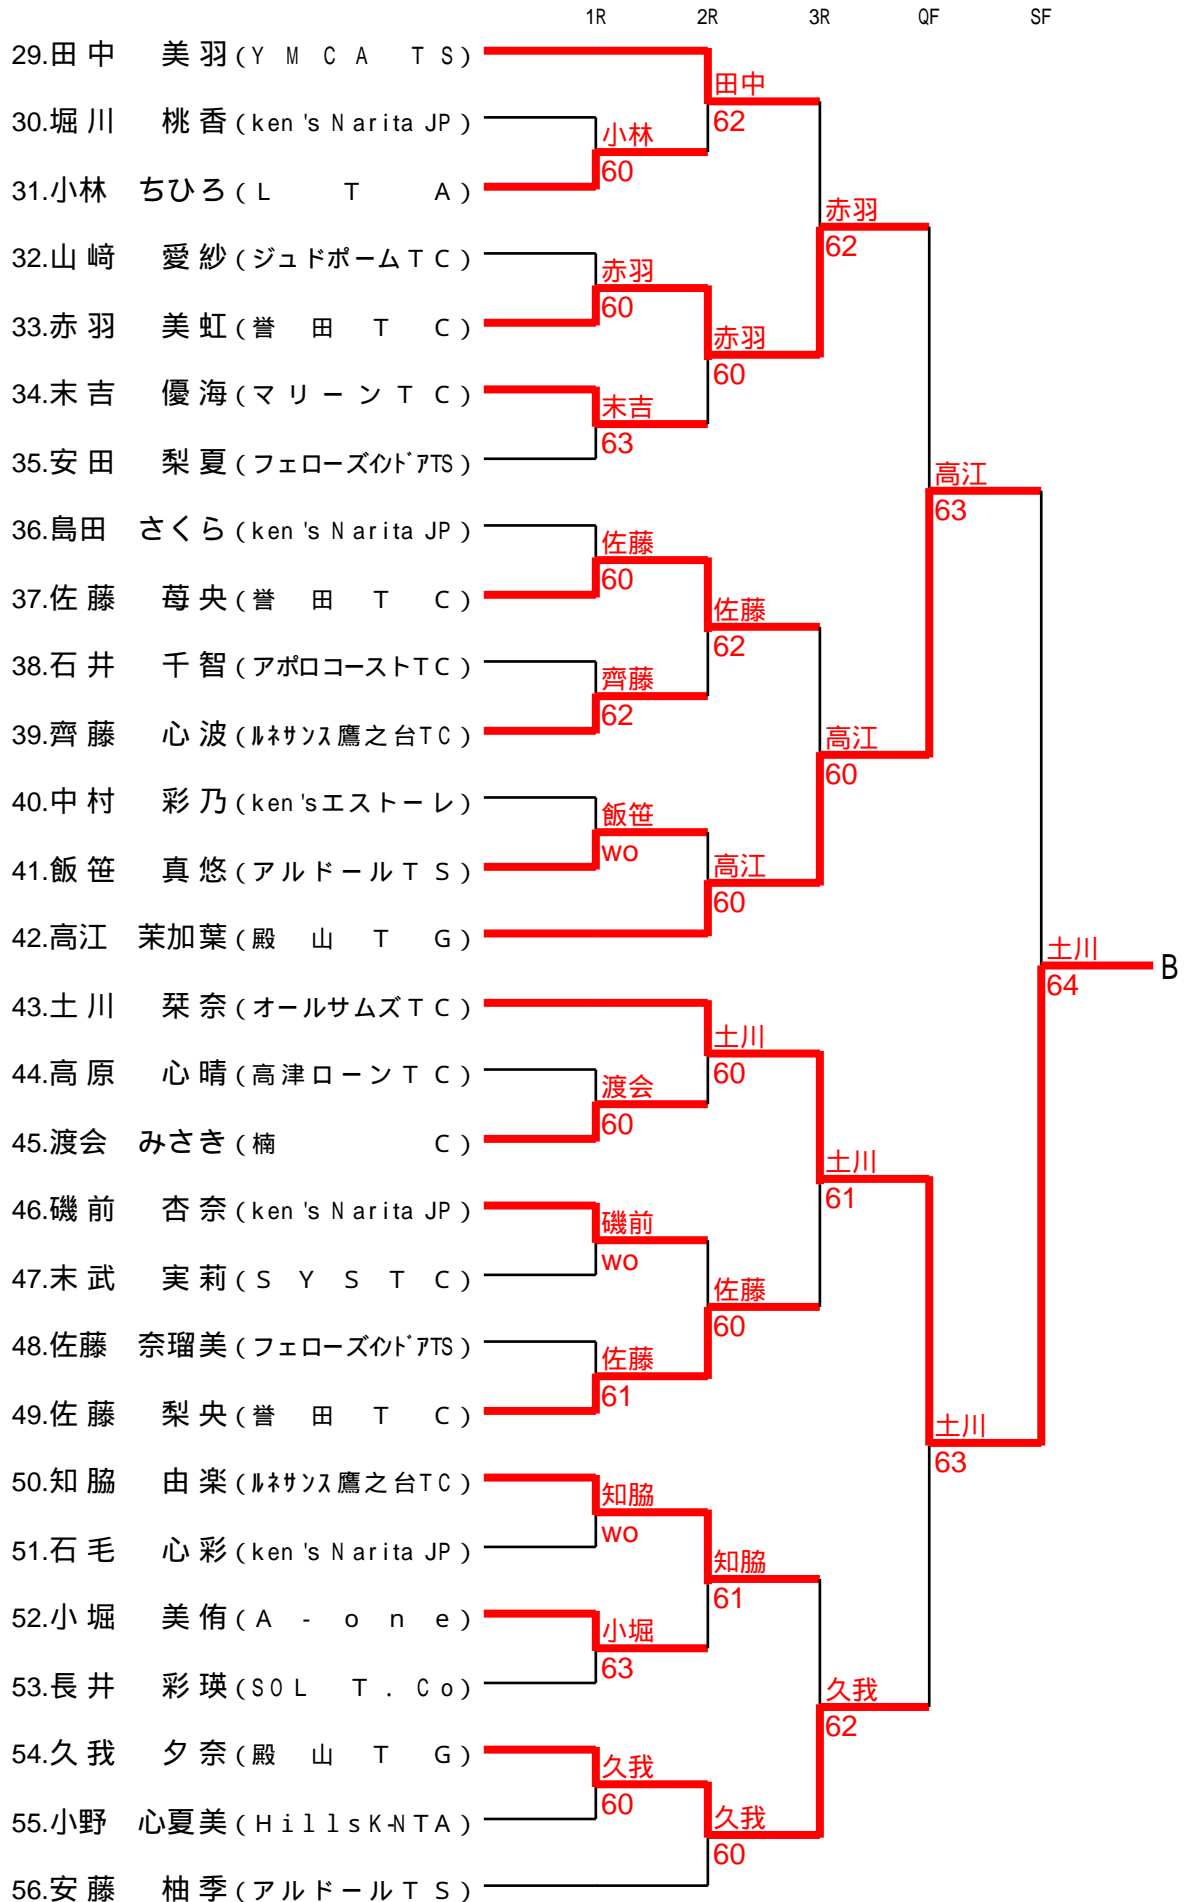 1R 2R 3R QF SF
29.田中 美羽(YMCA TS)
田中
62
30.堀川 桃香(ken's Narita JP)
小林
60
31.小林 ちひろ(LTA)
赤羽
62
32.山﨑 愛紗(ジュドポームTC)
赤羽
60
33.赤羽 美虹(誉田TC)
赤羽
60
34.末吉 優海(マリーンTC)
末吉
63
35.安田 梨夏(フェローズインドアTS)
高江
63
36.島田 さくら(ken's Narita JP)
佐藤
60
37.佐藤 苺央(誉田TC)
佐藤
62
38.石井 千智(アポロコーストTC)
齊藤
62
39.齊藤 心波(ルネサンス鷹之台TC)
高江
60
40.中村 彩乃(ken'sエストーレ)
飯笹
wo
41.飯笹 真悠(アルドールTS)
高江
60
42.高江 茉加葉(殿山TG)
土川
64
B
43.土川 栞奈(オールサムズTC)
土川
60
44.高原 心晴(高津ローンTC)
渡会
60
45.渡会 みさき(楠C)
土川
61
46.磯前 杏奈(ken's Narita JP)
磯前
wo
47.末武 実莉(SYSTC)
佐藤
60
48.佐藤 奈瑠美(フェローズインドアTS)
佐藤
61
49.佐藤 梨央(誉田TC)
土川
63
50.知脇 由楽(ルネサンス鷹之台TC)
知脇
wo
51.石毛 心彩(ken's Narita JP)
知脇
61
52.小堀 美侑(A-one)
小堀
63
53.長井 彩瑛(SOL T.Co)
久我
62
54.久我 夕奈(殿山TG)
久我
60
55.小野 心夏美(HillsK-NTA)
久我
60
56.安藤 柚季(アルドールTS)